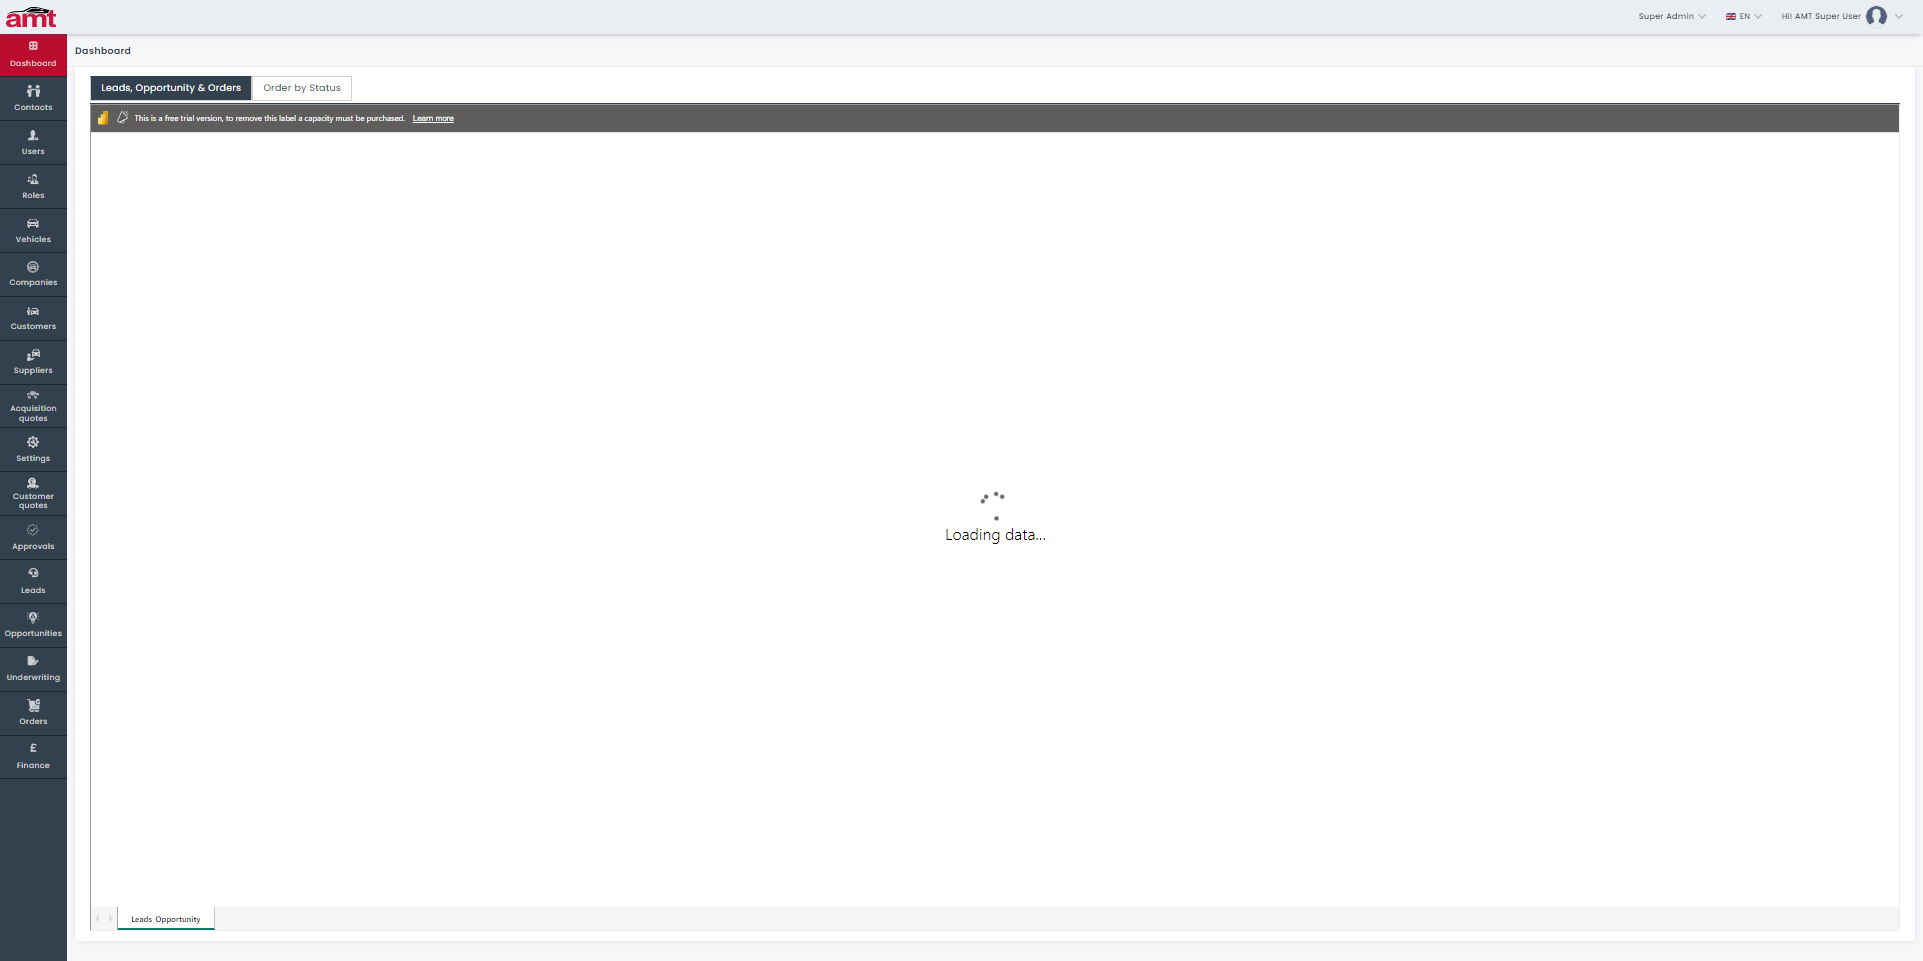 amt
Super Admin
EN
Hi! AMT Super User
Dashboard
Dashboard
Contacts
Users
Roles
Vehicles
Companies
Customers
Suppliers
Acquisition
quotes
Settings
Customer
quotes
Approvals
Leads
Opportunities
Underwriting
Orders
£
Finance
Leads, Opportunity & Orders
Order by Status
This is a free trial version, to remove this label a capacity must be purchased. Learn more
Loading data...
Leads Opportunity